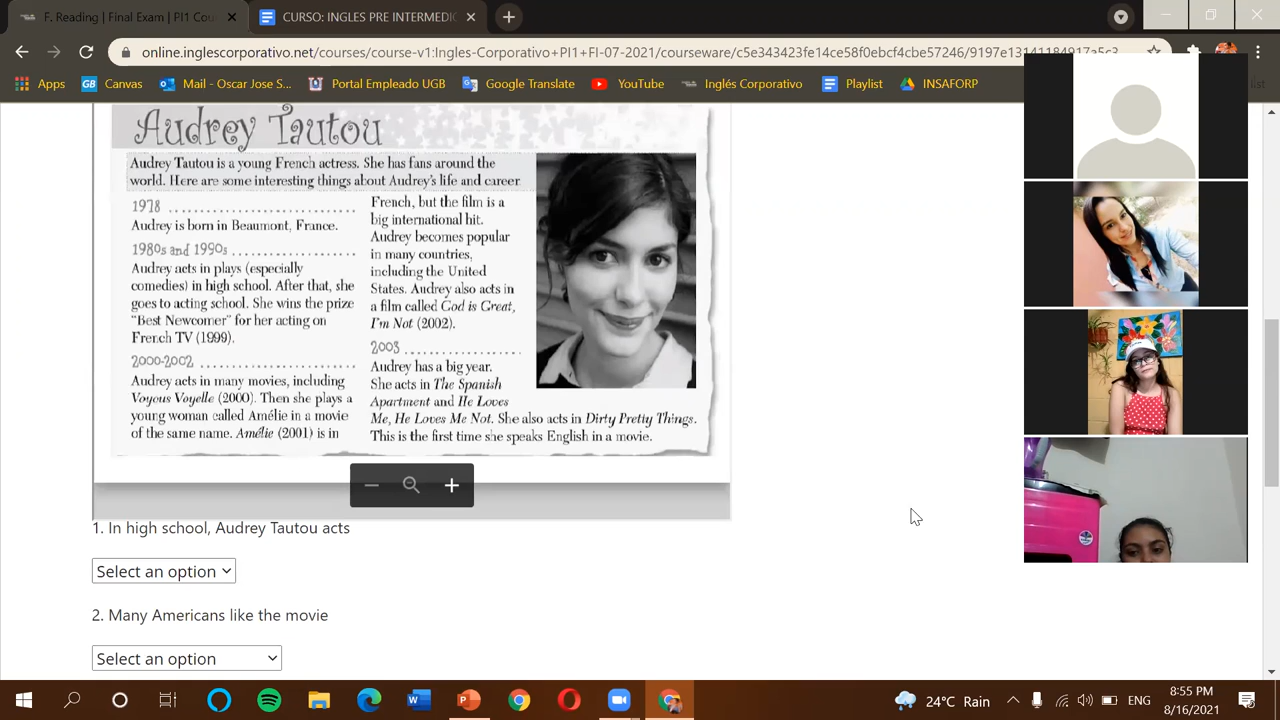 F. Reading | Final Exam | PI1 Cou
CURSO: INGLES PRE INTERMEDIO
online.inglescorporativo.net/courses/course-v1:Ingles-Corporativo+PI1+FI-07-2021/courseware/c5e343423fe14ce58f0ebcf4cbe57246/
Apps
Canvas
Mail - Oscar Jose S...
Portal Empleado UGB
Google Translate
YouTube
Inglés Corporativo
Playlist
INSAFORP
Audrey Tautou
Audrey Tautou is a young French actress. She has fans around the
world. Here are some interesting things about Audrey's life and career.
1978
Audrey is born in Beaumont, France.
1980s and 1990s
Audrey acts in plays (especially
comedies) in high school. After that, she
goes to acting school. She wins the prize
"Best Newcomer" for her acting on
French TV (1999).
2000-2002
Audrey acts in many movies, including
Voyous Voyelle (2000). Then she plays a
young woman called Amélie in a movie
of the same name. Amélie (2001) is in
French, but the film is a
big international hit.
Audrey becomes popular
in many countries,
including the United
States. Audrey also acts in
a film called God is Great,
I'm Not (2002).
2003
Audrey has a big year.
She acts in The Spanish
Apartment and He Loves
Me, He Loves Me Not. She also acts in Dirty Pretty Things.
This is the first time she speaks English in a movie.
1. In high school, Audrey Tautou acts
Select an option
2. Many Americans like the movie
Select an option
24°C Rain
ENG
8:55 PM
8/16/2021